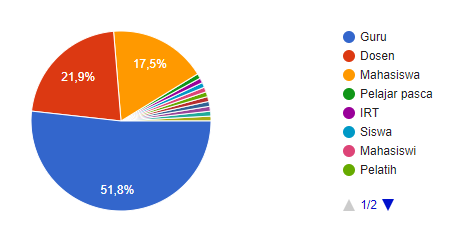 17,5%
21,9%
51,8%
Guru
Dosen
Mahasiswa
Pelajar pasca
IRT
Siswa
Mahasiswi
Pelatih
1/2